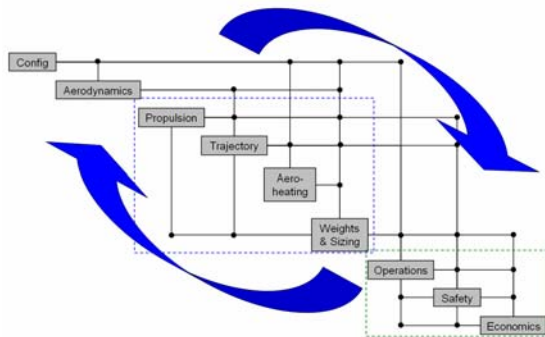 Config
Aerodynamics
Propulsion
Trajectory
Aero-
heating
Weights
& Sizing
Operations
Safety
Economics